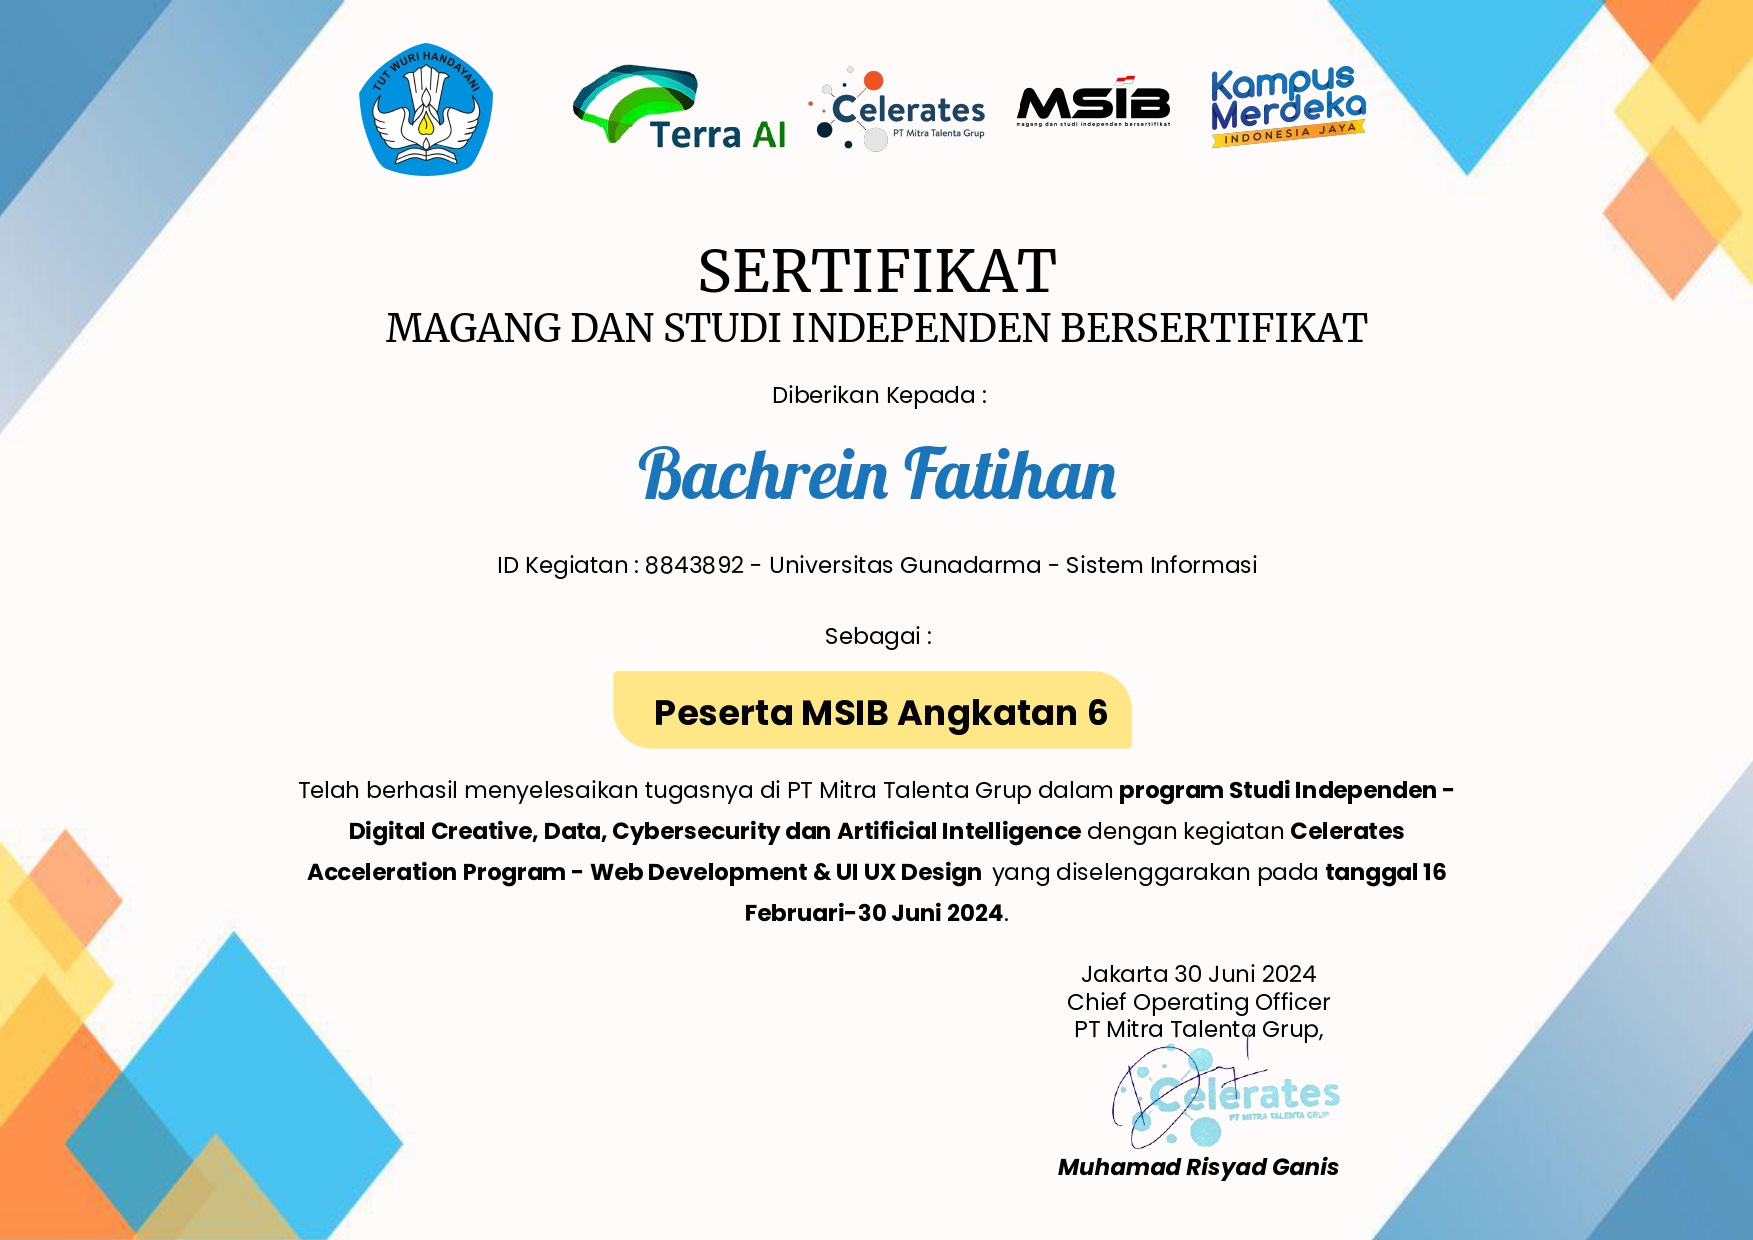 TUT WURI HANDAYANI
Terra AI
Celerates
PT Mitra Talenta Grup
MSIB
magang dan studi independen bersertifikat
Kampus
Merdeka
INDONESIA JAYA
SERTIFIKAT
MAGANG DAN STUDI INDEPENDEN BERSERTIFIKAT
Diberikan Kepada :
Bachrein Fatihan
ID Kegiatan : 8843892 - Universitas Gunadarma - Sistem Informasi
Sebagai :
Peserta MSIB Angkatan 6
Telah berhasil menyelesaikan tugasnya di PT Mitra Talenta Grup dalam program Studi Independen -
Digital Creative, Data, Cybersecurity dan Artificial Intelligence dengan kegiatan Celerates
Acceleration Program - Web Development & UI UX Design yang diselenggarakan pada tanggal 16
Februari-30 Juni 2024.
Jakarta 30 Juni 2024
Chief Operating Officer
PT Mitra Talenta Grup,
Celerates
PT MITRA TALENTA GRUP
Muhamad Risyad Ganis